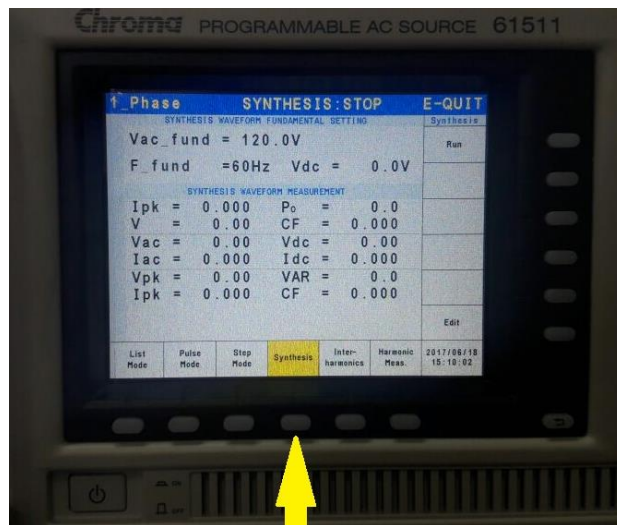 Chroma PROGRAMMABLE AC SOURCE 61511
1_Phase SYNTHESIS:STOP E-QUIT
SYNTHESIS WAVEFORM FUNDAMENTAL SETTING Synthesis
Vac_fund = 120.0V Run
F_fund =60Hz Vdc = 0.0V
SYNTHESIS WAVEFORM MEASUREMENT
Ipk = 0.000 Po = 0.0
V = 0.00 CF = 0.000
Vac = 0.00 Vdc = 0.00
Iac = 0.000 Idc = 0.000
Vpk = 0.00 VAR = 0.0
Ipk = 0.000 CF = 0.000
Edit
List Mode Pulse Mode Step Mode Synthesis Inter-harmonics Harmonic Meas. 2017/06/18
15:10:02
ON
OFF